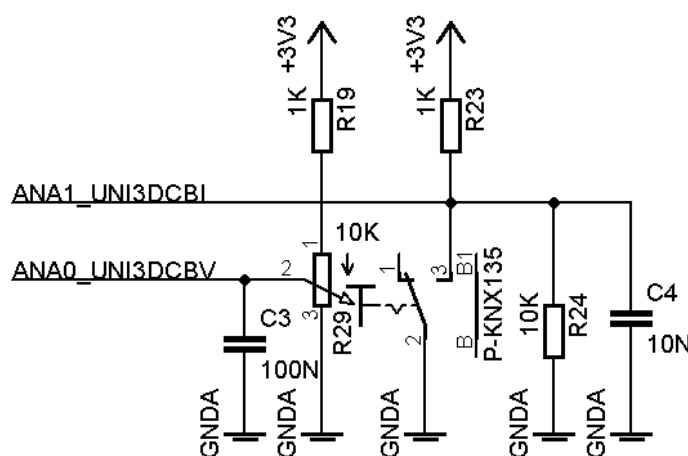 +3V3
+3V3
1K
R19
1K
R23
ANA1_UNI3DCBI
1
10K
1
3
B1
ANA0_UNI3DCBV
2
P-KNX135
C3
3
R29
2
B
10K
R24
C4
100N
10N
GNDA
GNDA
GNDA
GNDA
GNDA